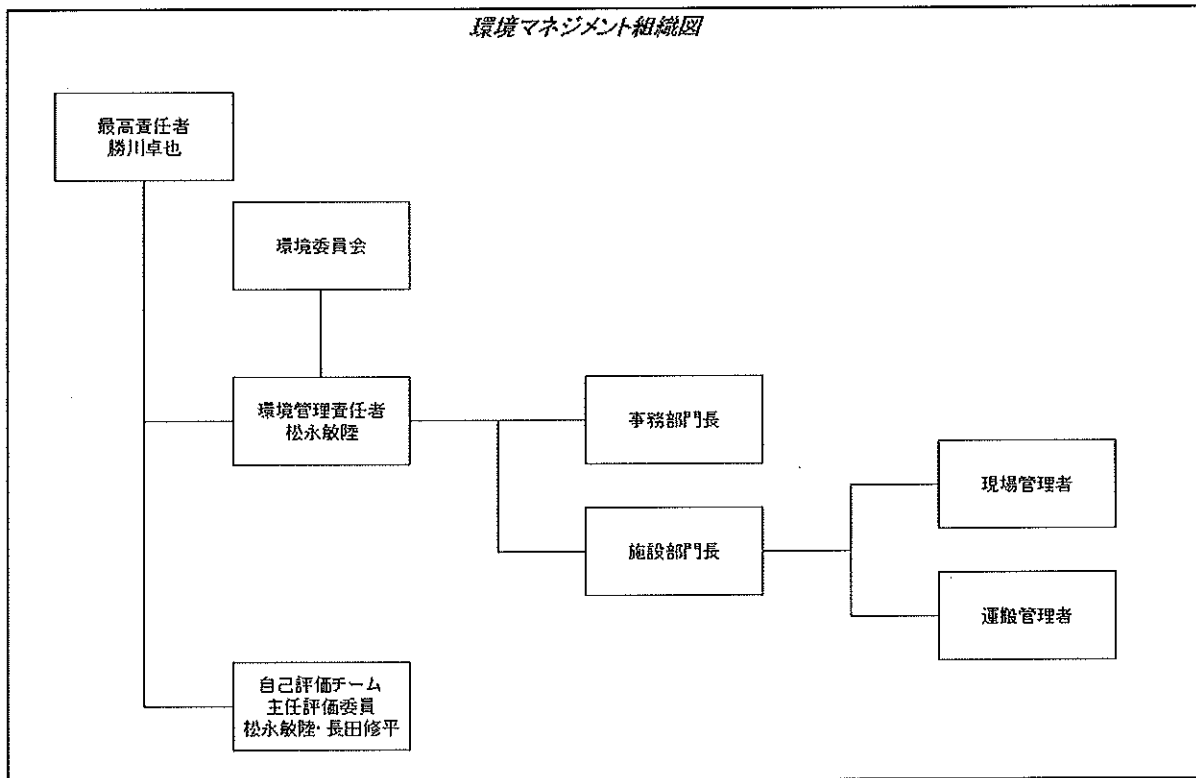 環境マネジメント組織図
最高責任者
勝川卓也
環境委員会
環境管理責任者
松永敏陸
事務部門長
施設部門長
現場管理者
運搬管理者
自己評価チーム
主任評価委員
松永敏陸・長田修平